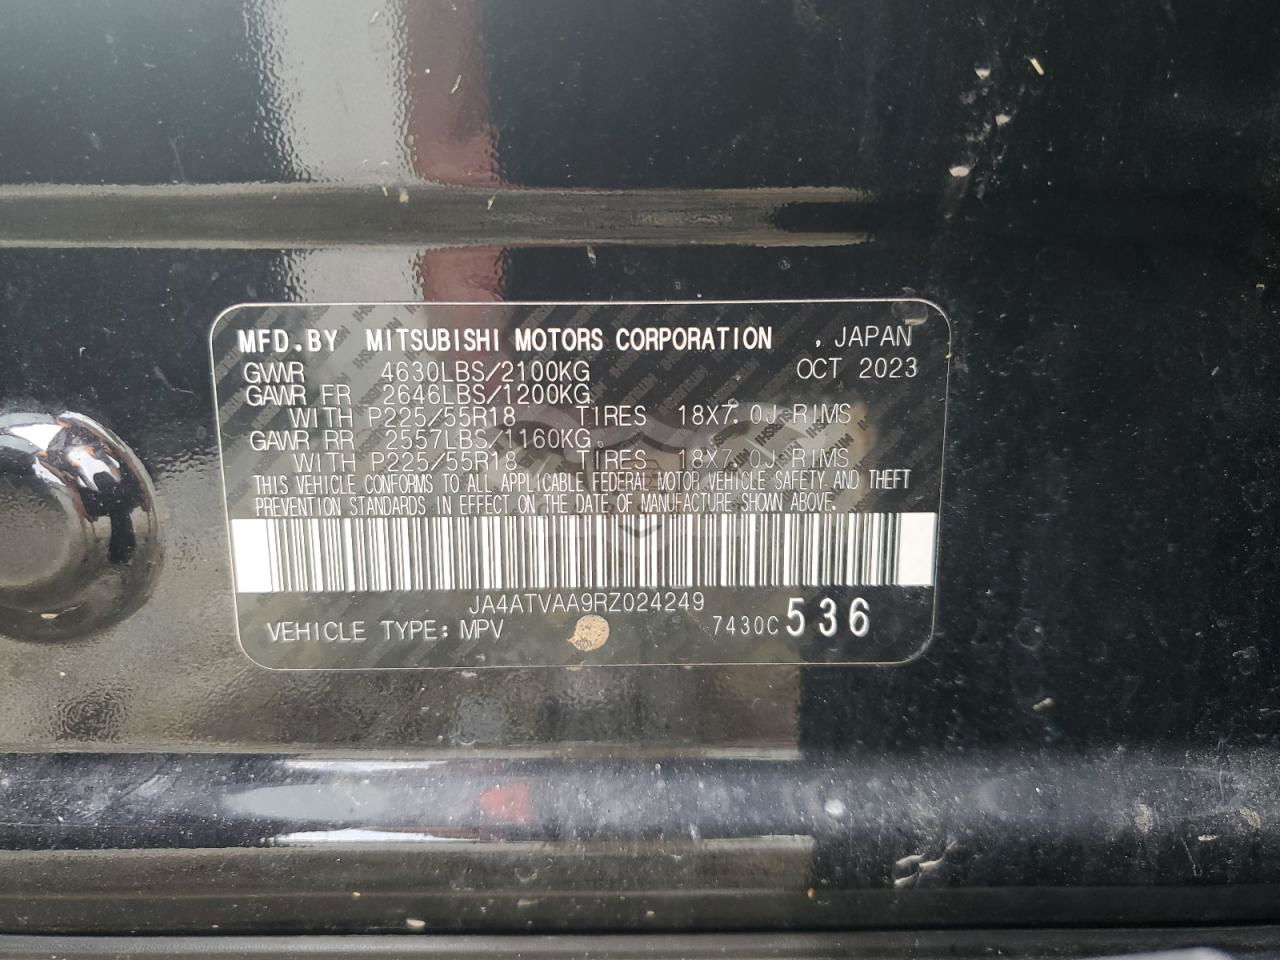 MFD.BY MITSUBISHI MOTORS CORPORATION , JAPAN
GVWR 4630LBS/2100KG OCT 2023
GAWR FR 2646LBS/1200KG
WITH P225/55R18 TIRES 18X7.0J RIMS
GAWR RR 2557LBS/1160KG
WITH P225/55R18 TIRES 18X7.0J RIMS
THIS VEHICLE CONFORMS TO ALL APPLICABLE FEDERAL MOTOR VEHICLE SAFETY AND THEFT
PREVENTION STANDARDS IN EFFECT ON THE DATE OF MANUFACTURE SHOWN ABOVE.
JA4ATVAA9RZ024249
VEHICLE TYPE: MPV 7430C 536